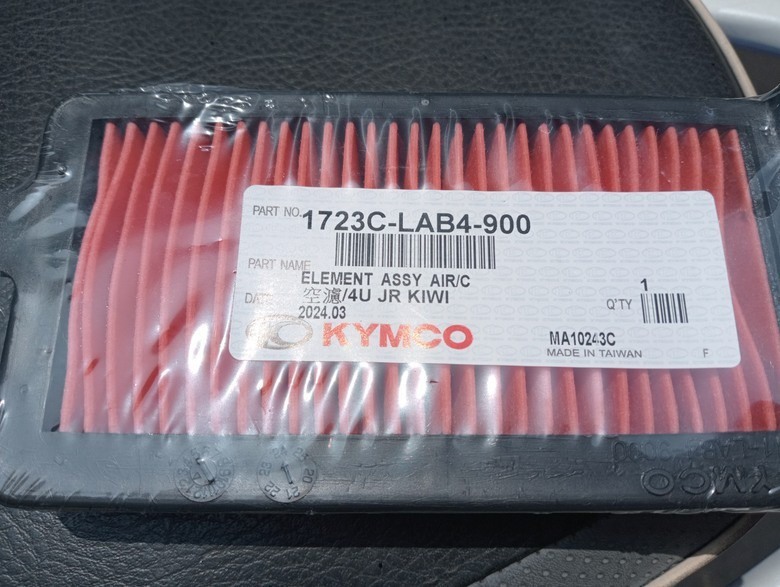 PART NO. 1723C-LAB4-900
PART NAME ELEMENT ASSY AIR/C
DATE 空濾/4U JR KIWI
2024.03
Q'TY 1
KYMCO
MA10243C
MADE IN TAIWAN F
KYMCO